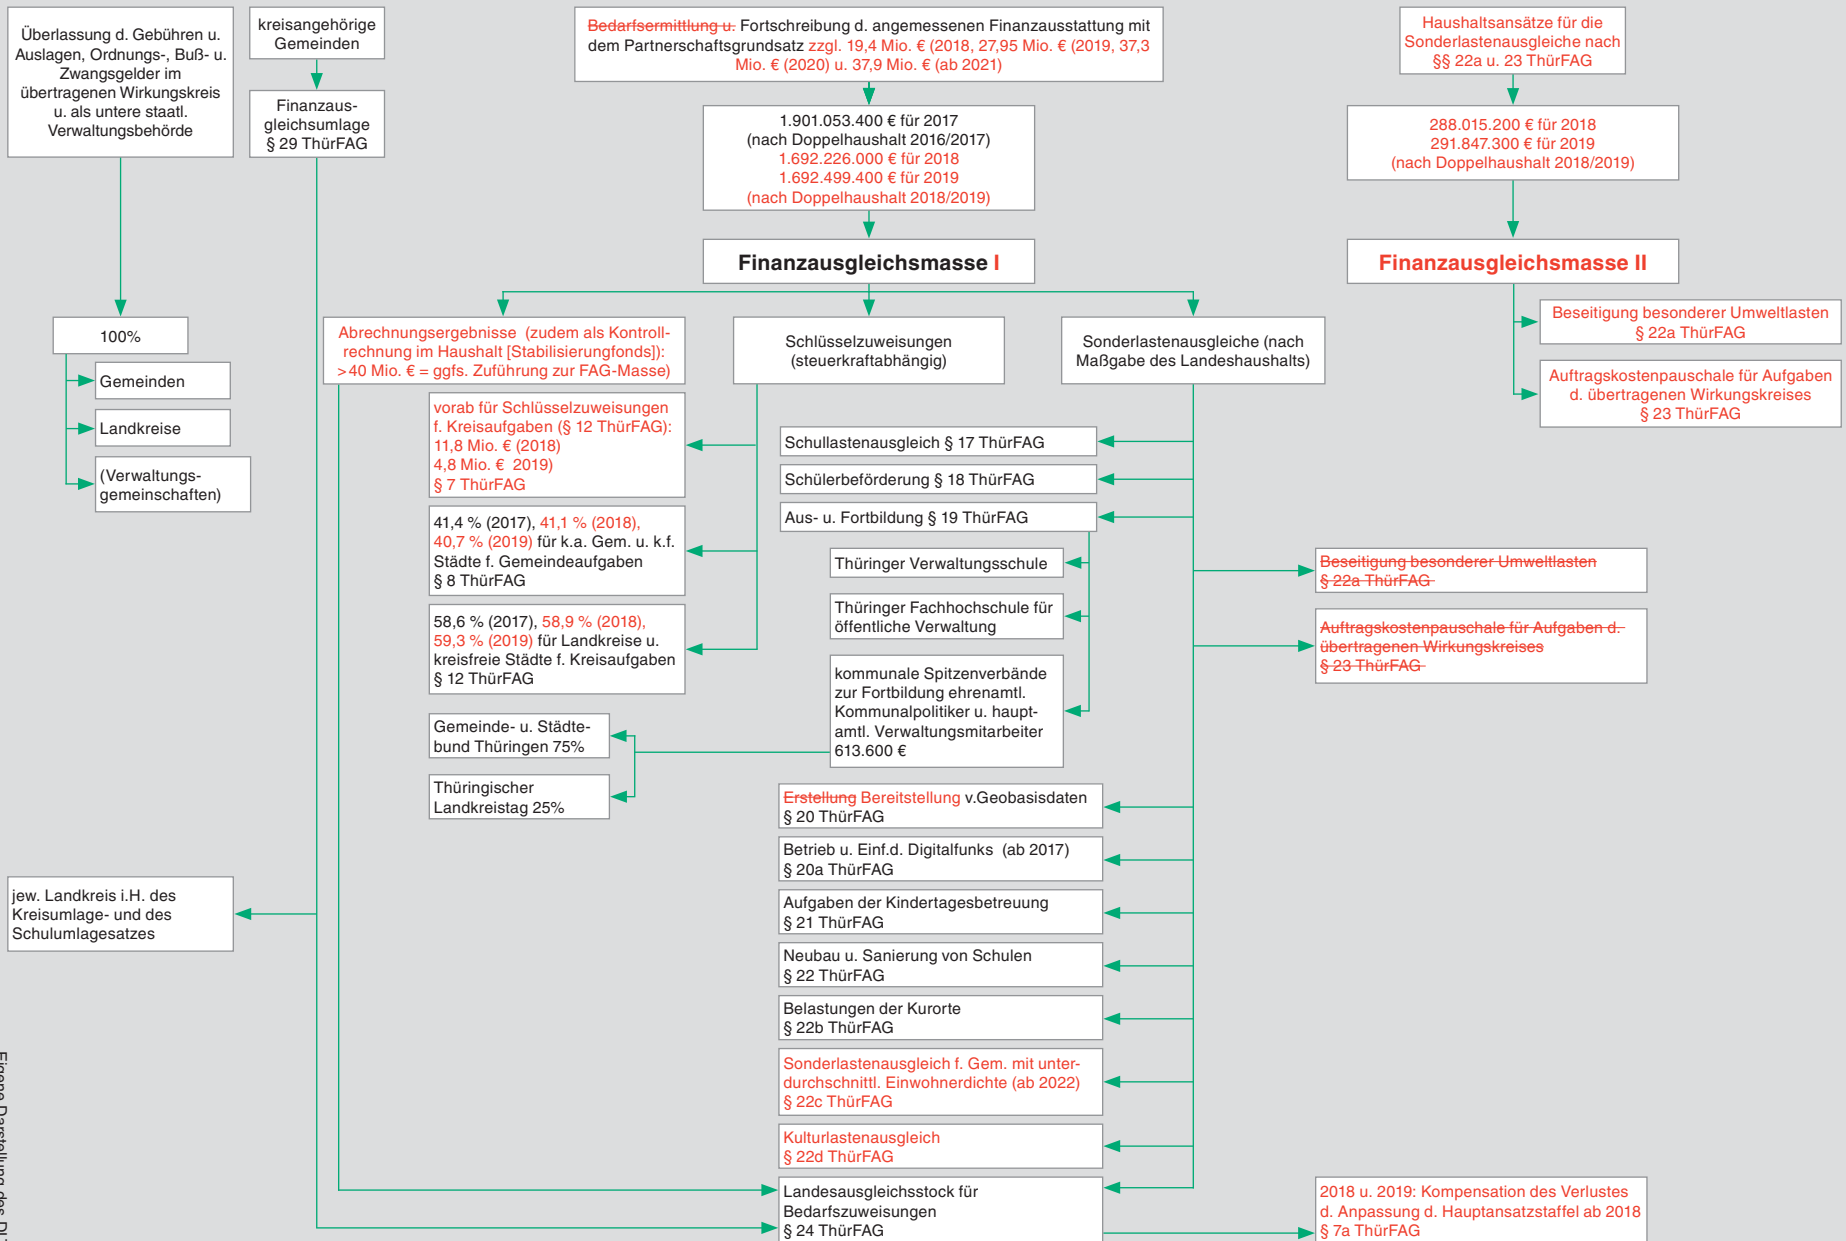 Überlassung d. Gebühren u.
Auslagen, Ordnungs-, Buß- u.
Zwangsgelder im
übertragenen Wirkungskreis
u. als untere staatl.
Verwaltungsbehörde
kreisangehörige
Gemeinden
Finanzaus-
gleichsumlage
§ 29 ThürFAG
Bedarfsermittlung u. Fortschreibung d. angemessenen Finanzausstattung mit
dem Partnerschaftsgrundsatz zzgl. 19,4 Mio. € (2018, 27,95 Mio. € (2019, 37,3
Mio. € (2020) u. 37,9 Mio. € (ab 2021)
Haushaltsansätze für die
Sonderlastenausgleiche nach
§§ 22a u. 23 ThürFAG
1.901.053.400 € für 2017
(nach Doppelhaushalt 2016/2017)
1.692.226.000 € für 2018
1.692.499.400 € für 2019
(nach Doppelhaushalt 2018/2019)
288.015.200 € für 2018
291.847.300 € für 2019
(nach Doppelhaushalt 2018/2019)
Finanzausgleichsmasse I
Finanzausgleichsmasse II
100%
Gemeinden
Landkreise
(Verwaltungs-
gemeinschaften)
Abrechnungsergebnisse (zudem als Kontroll-
rechnung im Haushalt [Stabilisierungfonds]):
>40 Mio. € = ggfs. Zuführung zur FAG-Masse)
Schlüsselzuweisungen
(steuerkraftabhängig)
Sonderlastenausgleiche (nach
Maßgabe des Landeshaushalts)
Beseitigung besonderer Umweltlasten
§ 22a ThürFAG
Auftragskostenpauschale für Aufgaben
d. übertragenen Wirkungskreises
§ 23 ThürFAG
vorab für Schlüsselzuweisungen
f. Kreisaufgaben (§ 12 ThürFAG):
11,8 Mio. € (2018)
4,8 Mio. € 2019)
§ 7 ThürFAG
41,4 % (2017), 41,1 % (2018),
40,7 % (2019) für k.a. Gem. u. k.f.
Städte f. Gemeindeaufgaben
§ 8 ThürFAG
58,6 % (2017), 58,9 % (2018),
59,3 % (2019) für Landkreise u.
kreisfreie Städte f. Kreisaufgaben
§ 12 ThürFAG
Schullastenausgleich § 17 ThürFAG
Schülerbeförderung § 18 ThürFAG
Aus- u. Fortbildung § 19 ThürFAG
Thüringer Verwaltungsschule
Thüringer Fachhochschule für
öffentliche Verwaltung
kommunale Spitzenverbände
zur Fortbildung ehrenamtl.
Kommunalpolitiker u. haupt-
amtl. Verwaltungsmitarbeiter
613.600 €
Gemeinde- u. Städte-
bund Thüringen 75%
Thüringischer
Landkreistag 25%
Beseitigung besonderer Umweltlasten
§ 22a ThürFAG
Auftragskostenpauschale für Aufgaben d.
übertragenen Wirkungskreises
§ 23 ThürFAG
Erstellung Bereitstellung v.Geobasisdaten
§ 20 ThürFAG
Betrieb u. Einf.d. Digitalfunks (ab 2017)
§ 20a ThürFAG
Aufgaben der Kindertagesbetreuung
§ 21 ThürFAG
Neubau u. Sanierung von Schulen
§ 22 ThürFAG
Belastungen der Kurorte
§ 22b ThürFAG
Sonderlastenausgleich f. Gem. mit unter-
durchschnittl. Einwohnerdichte (ab 2022)
§ 22c ThürFAG
Kulturlastenausgleich
§ 22d ThürFAG
Landesausgleichsstock für
Bedarfszuweisungen
§ 24 ThürFAG
jew. Landkreis i.H. des
Kreisumlage- und des
Schulumlagesatzes
2018 u. 2019: Kompensation des Verlustes
d. Anpassung d. Hauptansatzstaffel ab 2018
§ 7a ThürFAG
Eigene Darstellung des